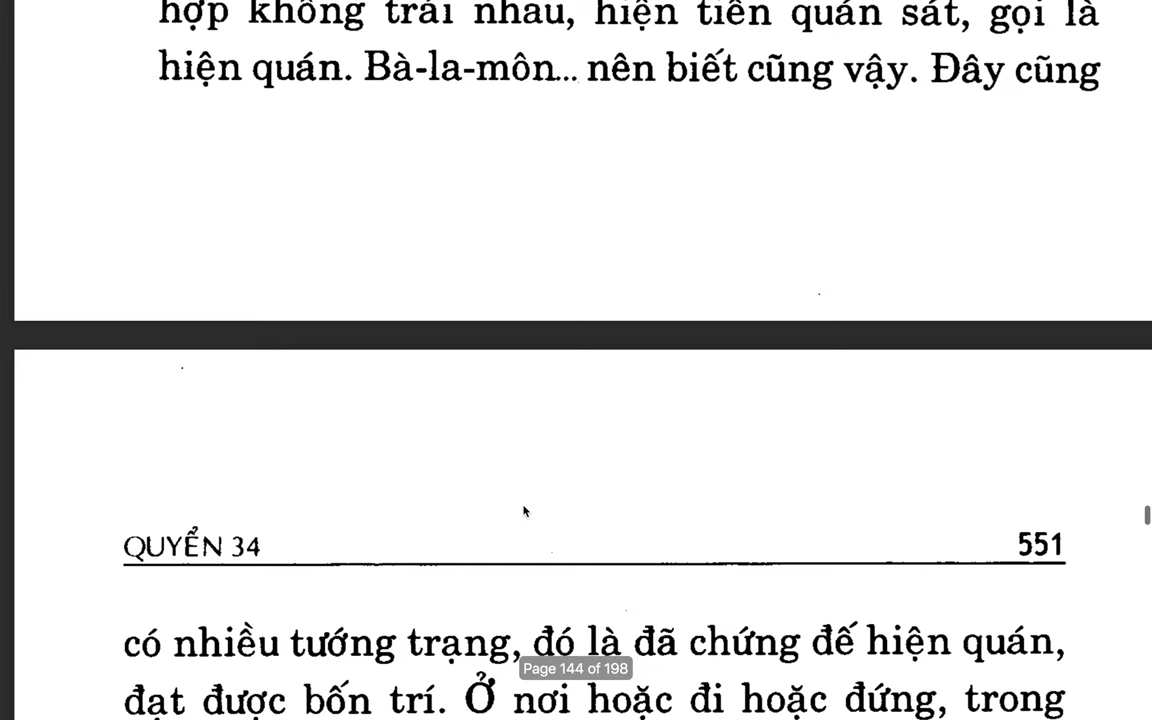 hợp không trái nhau, hiện tiền quán sát, gọi là
hiện quán. Bà-la-môn... nên biết cũng vậy. Đây cũng
QUYỂN 34
551
có nhiều tướng trạng, đó là đã chứng đế hiện quán,
Page 144 of 198
đạt được bốn trí. Ở nơi hoặc đi hoặc đứng, trong